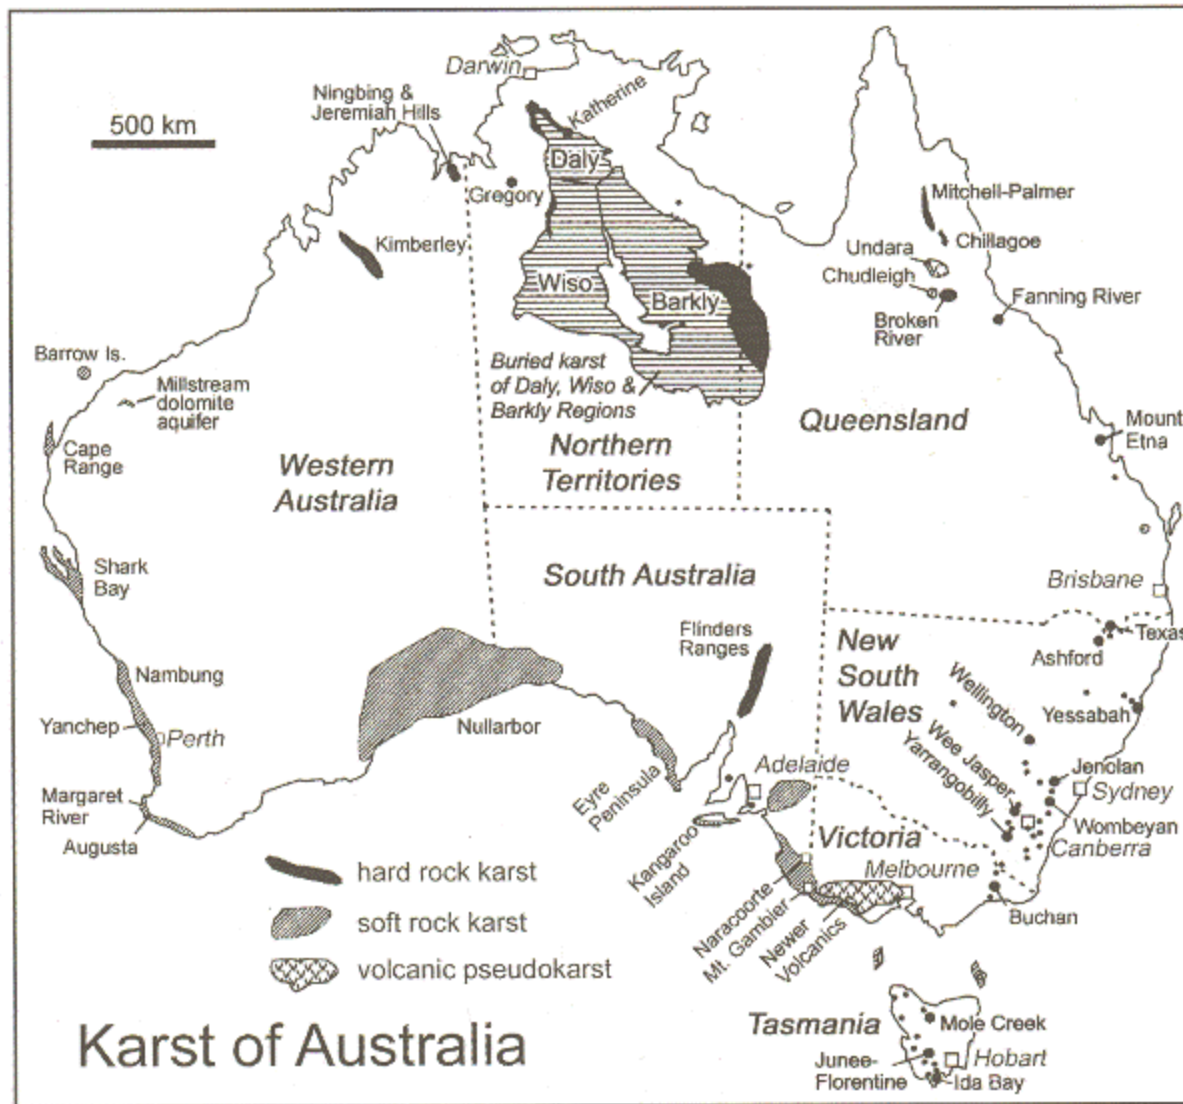 Darwin
Ningbing &
Jeremiah Hills
500 km
Katherine
Daly
Gregory
Mitchell-Palmer
Kimberley
Chillagoe
Undara
Chudleigh
Wiso
Barkly
Fanning River
Broken
River
Barrow Is.
Millstream
dolomite
aquifer
Buried karst
of Daly, Wiso &
Barkly Regions
Queensland
Mount
Etna
Cape
Range
Western
Australia
Northern
Territories
Shark
Bay
South Australia
Brisbane
Flinders
Ranges
New
South
Wales
Texas
Ashford
Nambung
Wellington
Yessabah
Yanchep
Perth
Nullarbor
Wee Jasper
Yarrangobilly
Adelaide
Jenolan
Sydney
Margaret
River
Eyre
Peninsula
Wombeyan
Augusta
Victoria
Canberra
Kangaroo
Island
Melbourne
hard rock karst
Naracoorte
Mt. Gambier
Newer
Volcanics
Buchan
soft rock karst
volcanic pseudokarst
Karst of Australia
Tasmania
Mole Creek
Junee-
Florentine
Hobart
Ida Bay